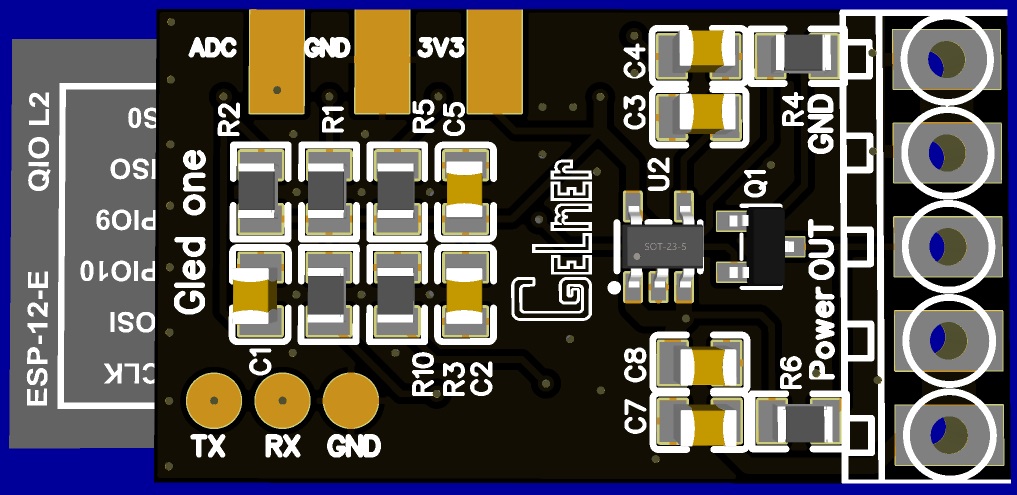 ADC GND 3V3
R2 R1 R5 C5
C4 R4
C3 GND
QIO L2
ESP-12-E
S0
ISO
PIO9
PIO10
OSI
CLK
Gled one
Gelmer
U2 Q1
SOT-23-5
Power OUT
C1 R10 R3 C2
C8 R6
C7
TX RX GND